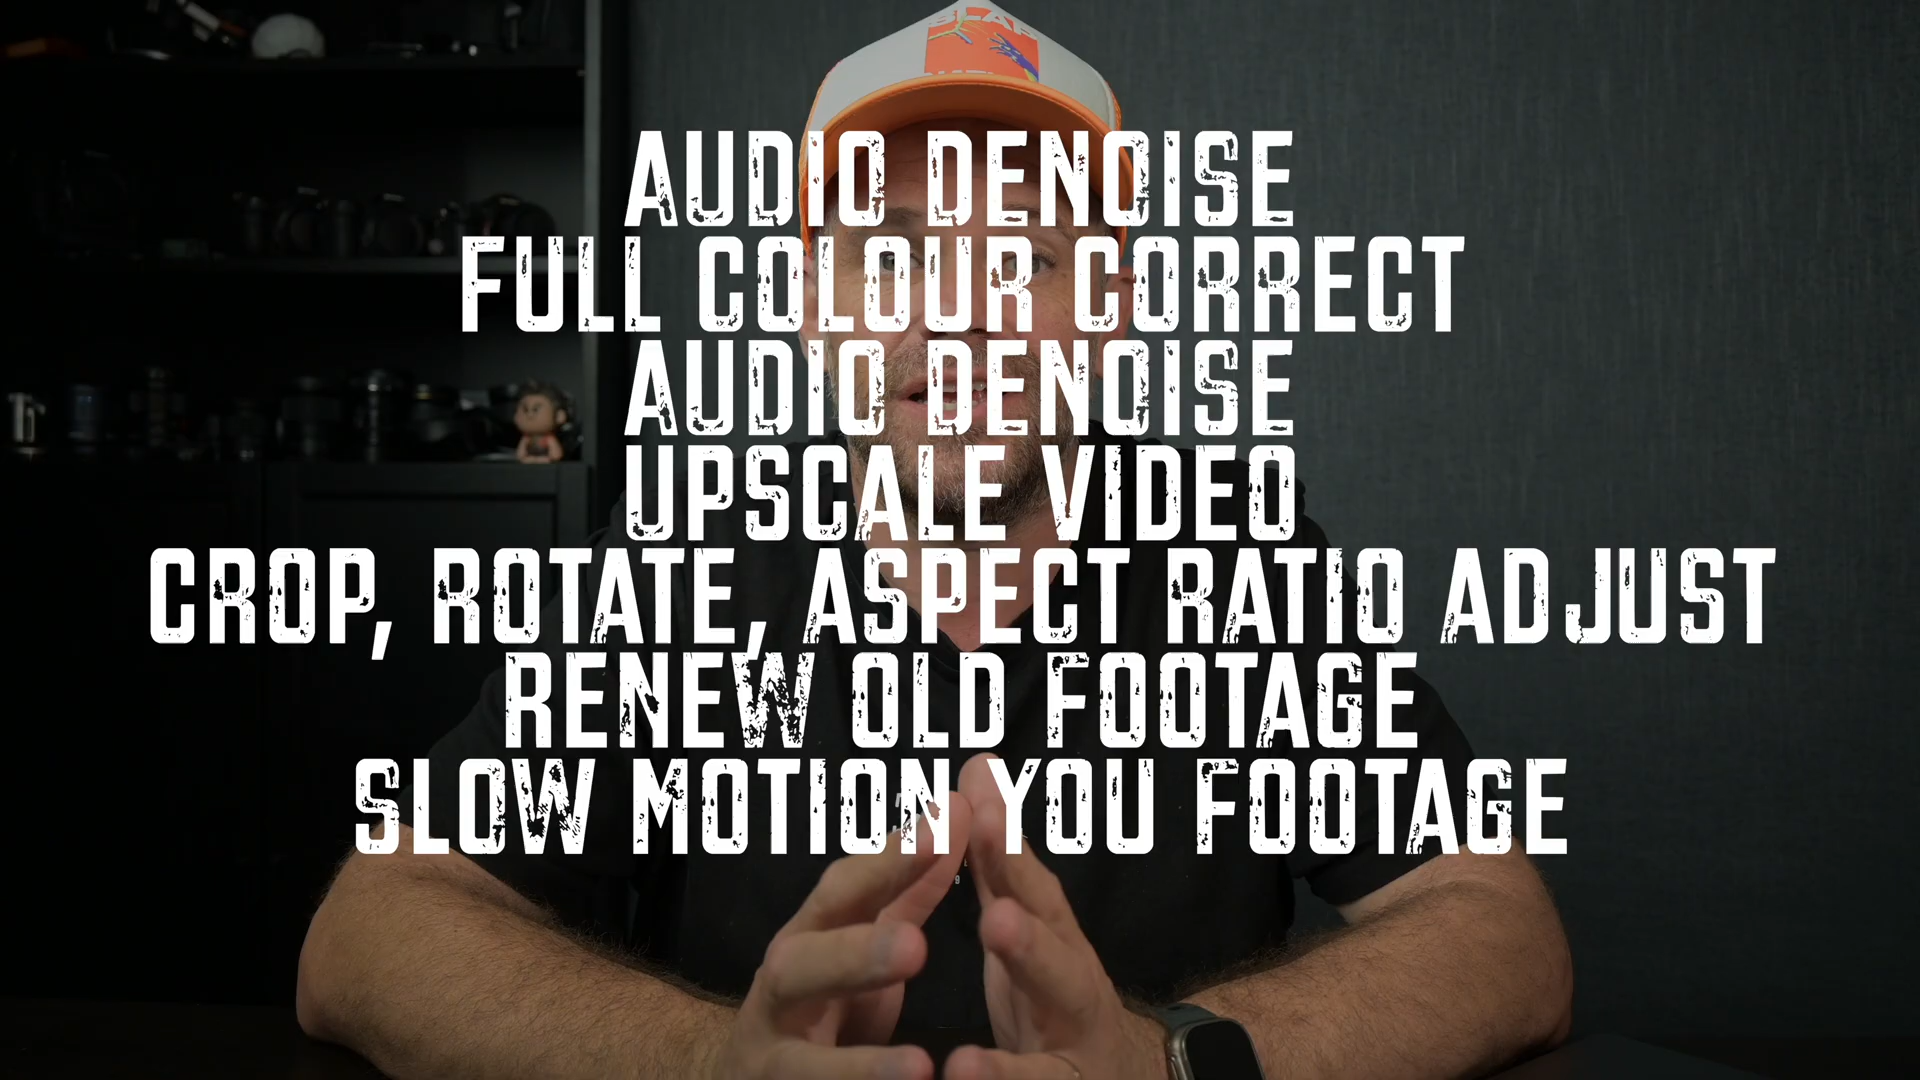 SLAP
AUDIO DENOISE
FULL COLOUR CORRECT
AUDIO DENOISE
UPSCALE VIDEO
CROP, ROTATE, ASPECT RATIO ADJUST
RENEW OLD FOOTAGE
SLOW MOTION YOU FOOTAGE